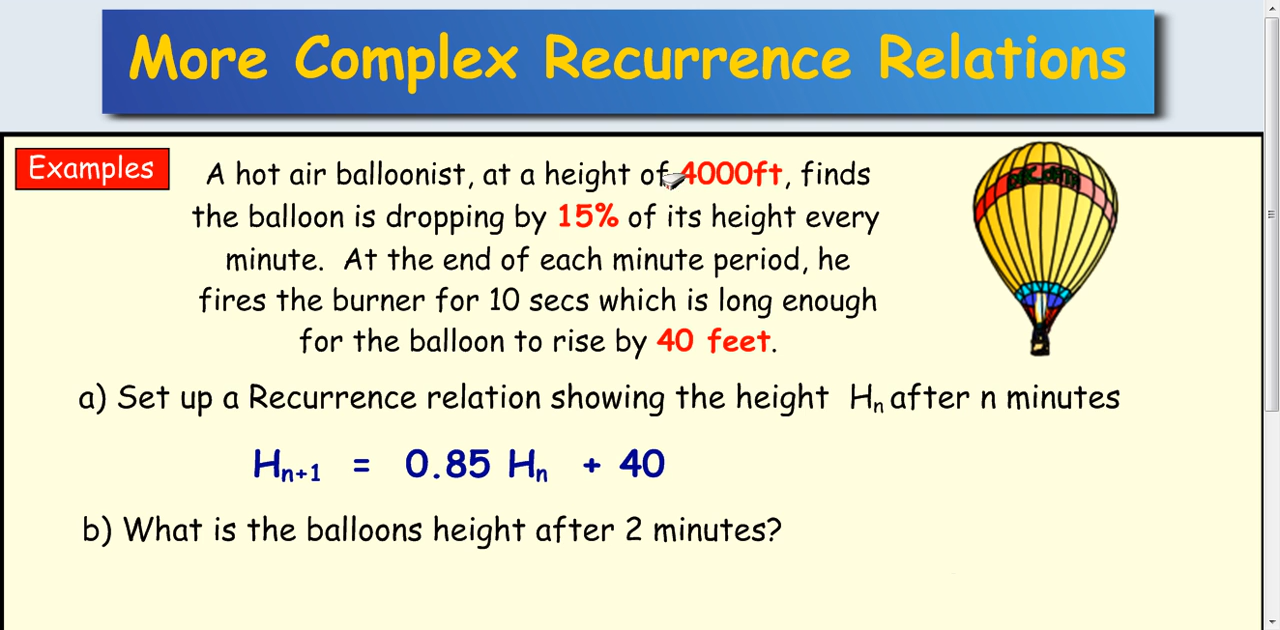 More Complex Recurrence Relations
Examples
A hot air balloonist, at a height of 4000ft, finds
the balloon is dropping by 15% of its height every
minute. At the end of each minute period, he
fires the burner for 10 secs which is long enough
for the balloon to rise by 40 feet.
a) Set up a Recurrence relation showing the height Hₙ after n minutes
Hₙ₊₁ = 0.85 Hₙ + 40
b) What is the balloons height after 2 minutes?